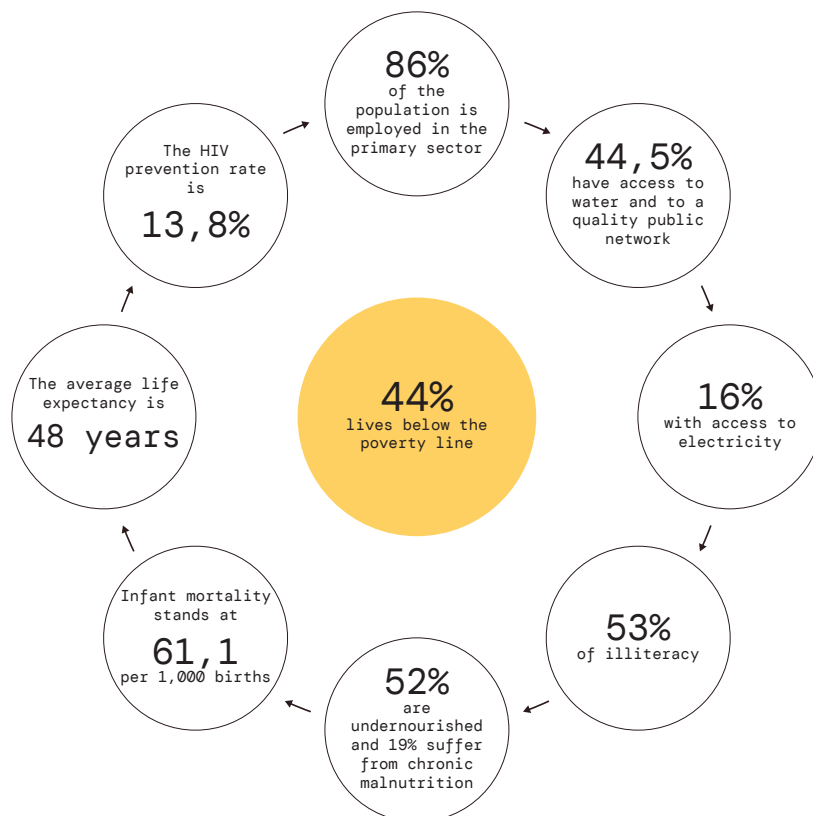 86%
of the
population is
employed in the
primary sector
44,5%
have access to
water and to a
quality public
network
16%
with access to
electricity
53%
of illiteracy
52%
are
undernourished
and 19% suffer
from chronic
malnutrition
Infant mortality
stands at
61,1
per 1,000 births
The average life
expectancy is
48 years
The HIV
prevention rate
is
13,8%
44%
lives below the
poverty line